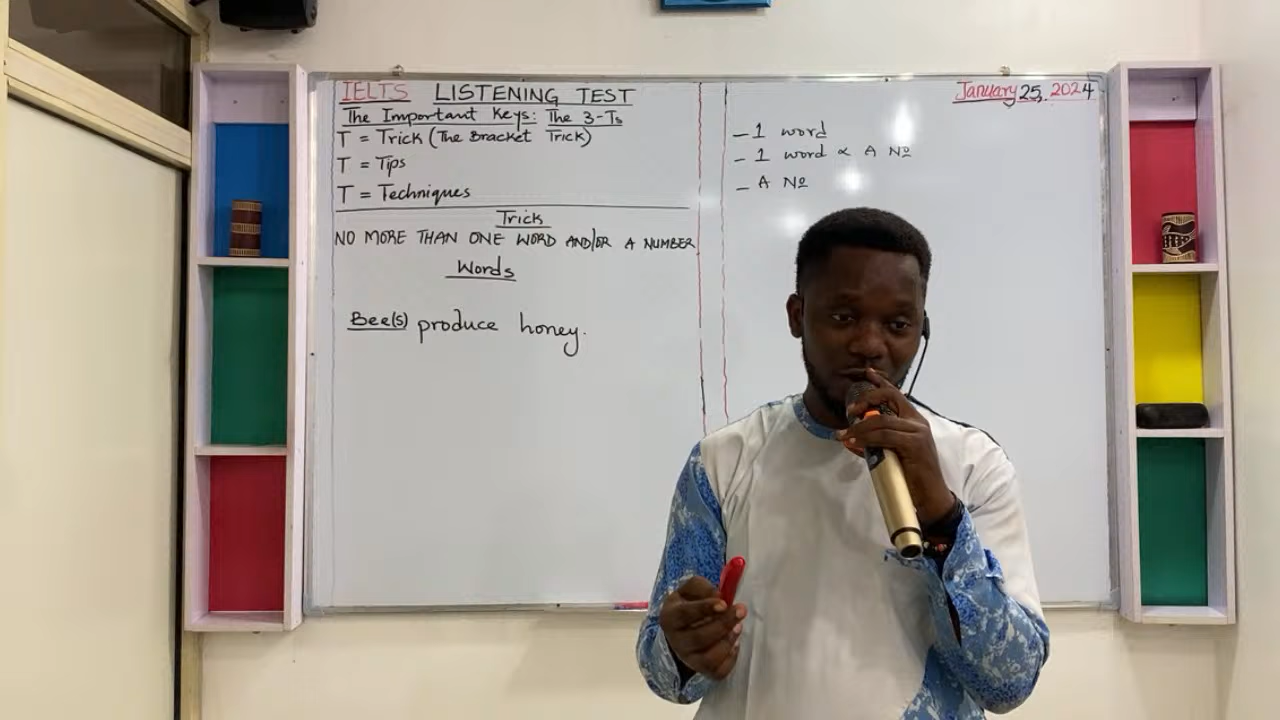 IELTS LISTENING TEST
The Important Keys: The 3-Ts
T = Trick (The Bracket Trick)
T = Tips
T = Techniques
Trick
NO MORE THAN ONE WORD AND/OR A NUMBER
Words
Bee(s) produce honey.
January 25, 2024
- 1 word
- 1 word & A Nº
- A Nº